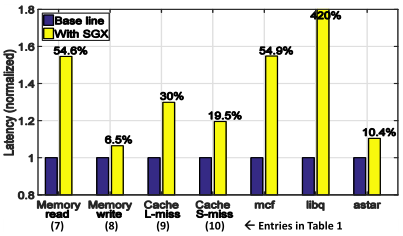 1.8
1.6
1.4
1.2
1
0.8
Latency (normalized)
Base line
With SGX
54.6%
6.5%
30%
19.5%
54.9%
420%
10.4%
Memory read
Memory write
Cache L-miss
Cache S-miss
mcf
libq
astar
(7) (8) (9) (10) ← Entries in Table 1